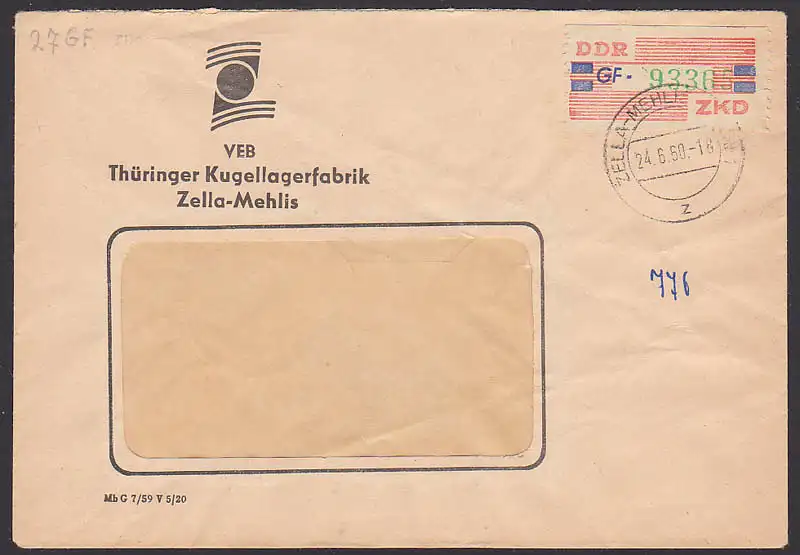 27GF
DDR
GF- 9336
ZKD
ZELLA-MEHLIS
24.6.60.-18
z
VEB
Thüringer Kugellagerfabrik
Zella-Mehlis
776
Mb G 7/59 V 5/20